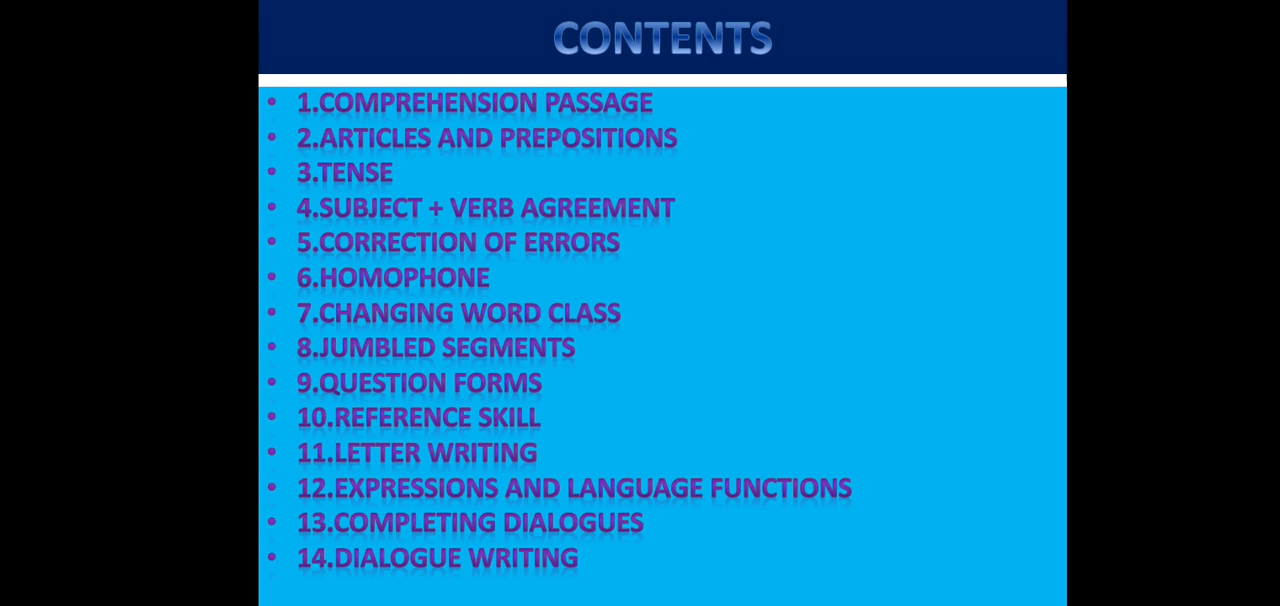 CONTENTS
• 1.COMPREHENSION PASSAGE
• 2.ARTICLES AND PREPOSITIONS
• 3.TENSE
• 4.SUBJECT + VERB AGREEMENT
• 5.CORRECTION OF ERRORS
• 6.HOMOPHONE
• 7.CHANGING WORD CLASS
• 8.JUMBLED SEGMENTS
• 9.QUESTION FORMS
• 10.REFERENCE SKILL
• 11.LETTER WRITING
• 12.EXPRESSIONS AND LANGUAGE FUNCTIONS
• 13.COMPLETING DIALOGUES
• 14.DIALOGUE WRITING